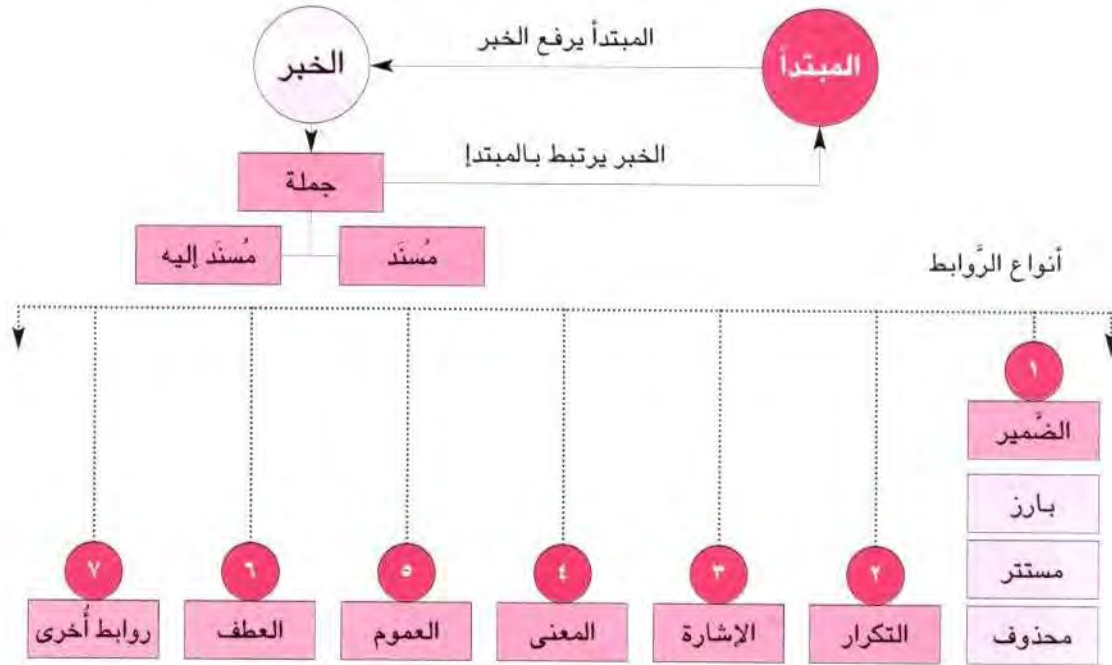 المبتدأ
المبتدأ يرفع الخبر
الخبر
الخبر يرتبط بالمبتدإ
جملة
مُسنَد
مُسنَد إليه
أنواع الرَّوابط
١
الضَّمير
بارز
مستتر
محذوف
٢
التكرار
٣
الإشارة
٤
المعنى
٥
العموم
٦
العطف
٧
روابط أُخرى